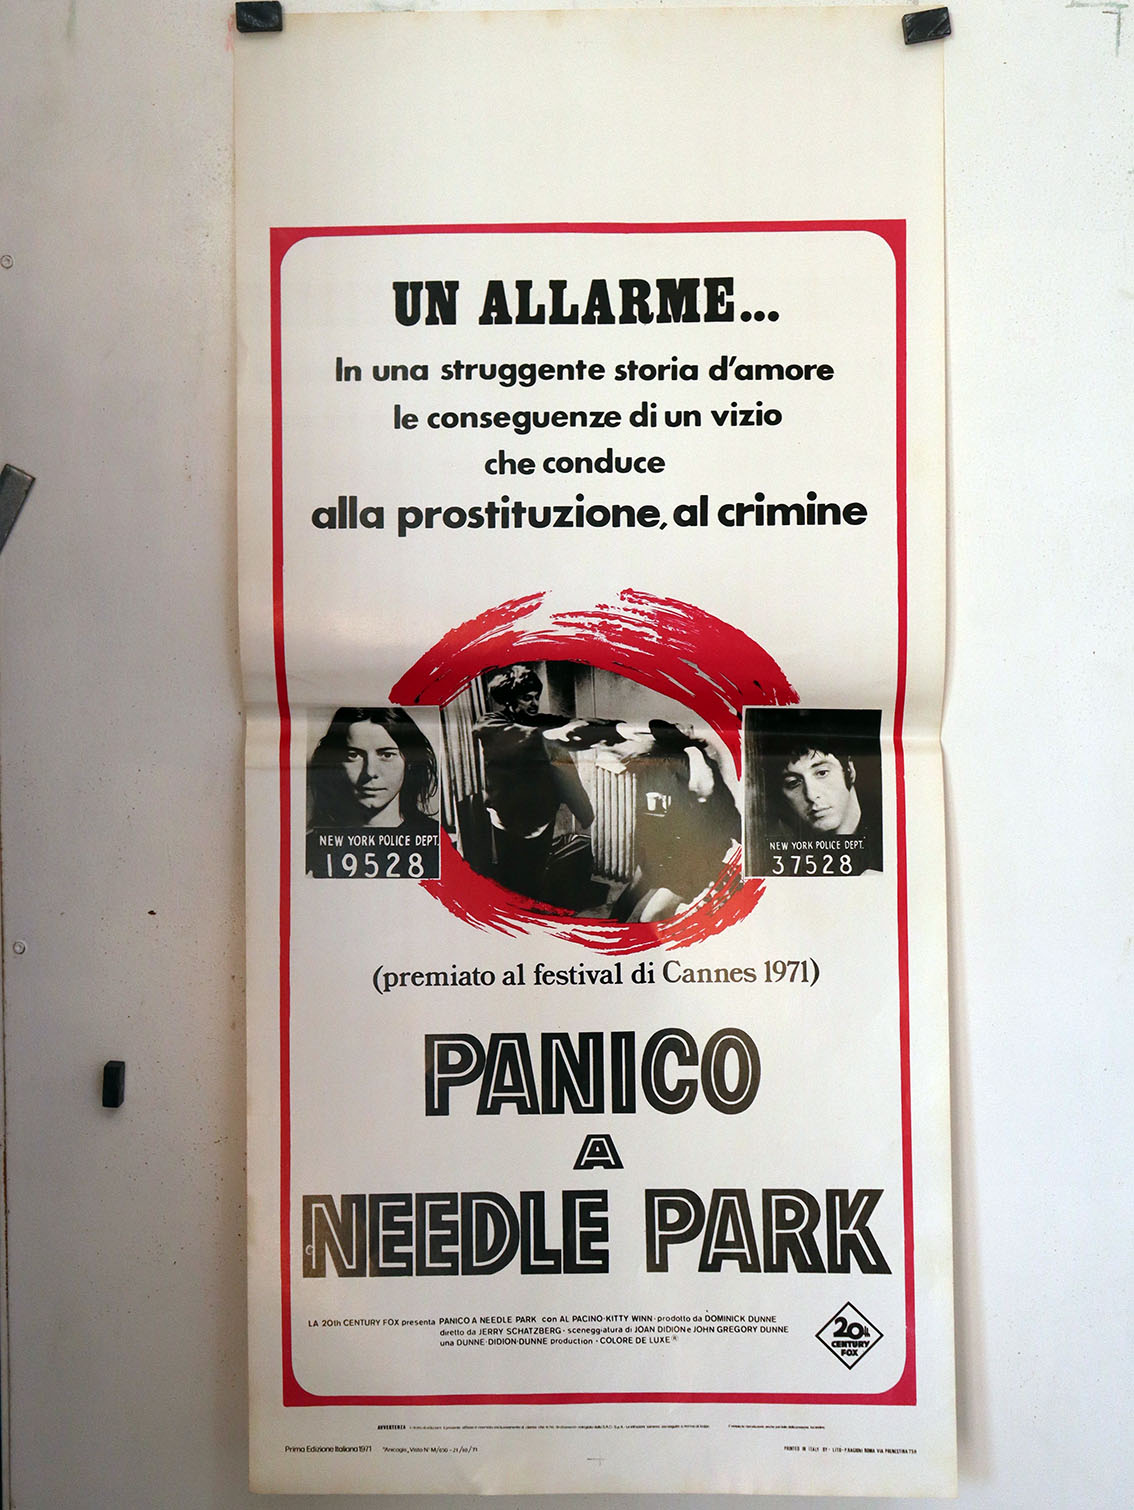 UN ALLARME...
In una struggente storia d'amore
le conseguenze di un vizio
che conduce
alla prostituzione, al crimine
NEW YORK POLICE DEPT.
19528
NEW YORK POLICE DEPT.
37528
(premiato al festival di Cannes 1971)
PANICO
A
NEEDLE PARK
LA 20th CENTURY FOX presenta PANICO A NEEDLE PARK con AL PACINO·KITTY WINN · prodotto da DOMINICK DUNNE
diretto da JERRY SCHATZBERG · sceneggiatura di JOAN DIDION e JOHN GREGORY DUNNE
una DUNNE·DIDION·DUNNE production · COLORE DE LUXE®
20th
CENTURY
FOX
AVVERTENZA
Prima Edizione Italiana 1971
PRINTED IN ITALY BY